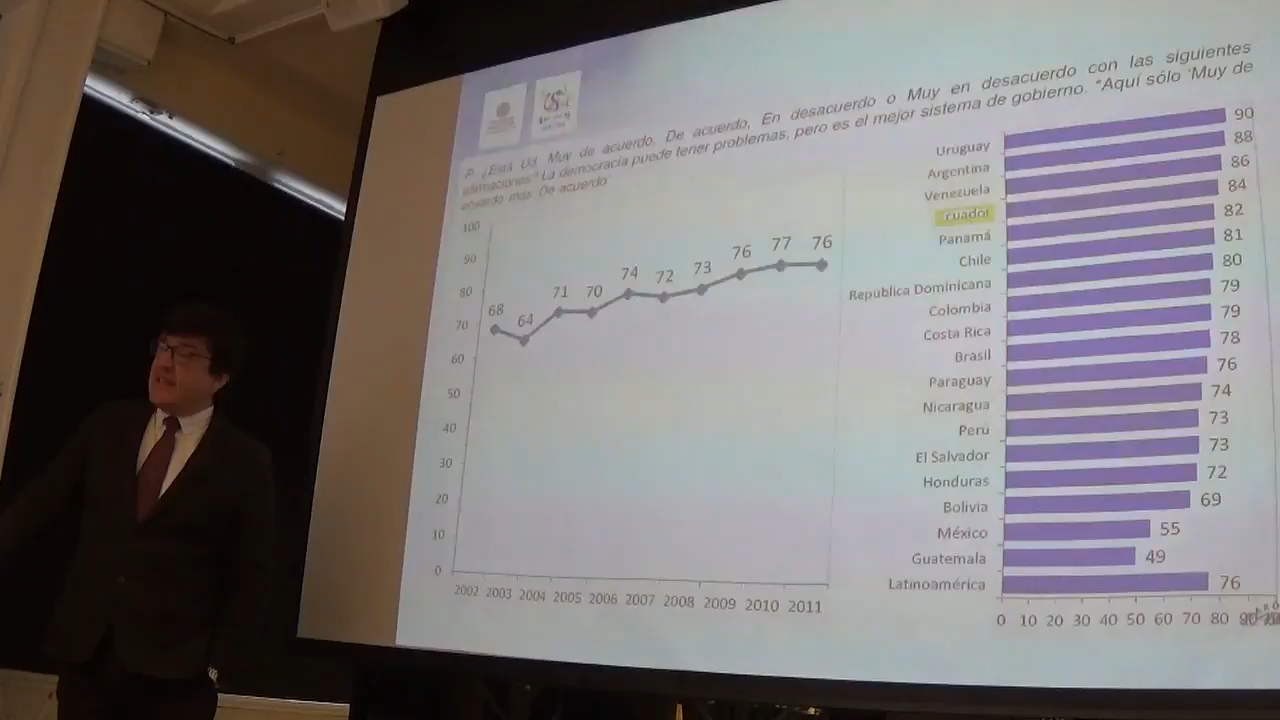 P. ¿Está Ud. Muy de acuerdo, De acuerdo, En desacuerdo o Muy en desacuerdo con las siguientes
afirmaciones? La democracia puede tener problemas, pero es el mejor sistema de gobierno. *Aquí sólo 'Muy de
acuerdo más 'De acuerdo'
100
90
80
70
60
50
40
30
20
10
0
68 64 71 70 74 72 73 76 77 76
2002 2003 2004 2005 2006 2007 2008 2009 2010 2011
Uruguay 90
Argentina 88
Venezuela 86
cuador 84
Panamá 82
Chile 81
República Dominicana 80
Colombia 79
Costa Rica 79
Brasil 78
Paraguay 76
Nicaragua 74
Perú 73
El Salvador 73
Honduras 72
Bolivia 69
México 55
Guatemala 49
Latinoamérica 76
0 10 20 30 40 50 60 70 80